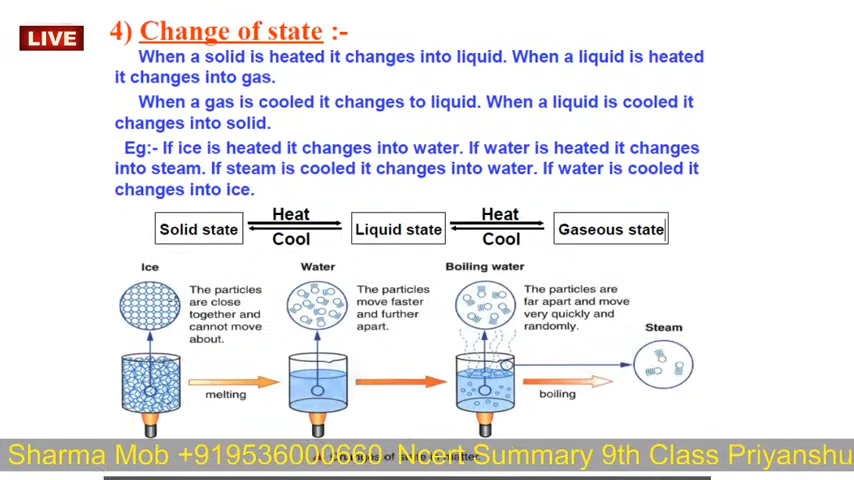 LIVE
4) Change of state :-
When a solid is heated it changes into liquid. When a liquid is heated
it changes into gas.
When a gas is cooled it changes to liquid. When a liquid is cooled it
changes into solid.
Eg:- If ice is heated it changes into water. If water is heated it changes
into steam. If steam is cooled it changes into water. If water is cooled it
changes into ice.
Solid state Heat Cool Liquid state Heat Cool Gaseous state
Ice Water Boiling water
The particles
are close
together and
cannot move
about.
The particles
move faster
and further
apart.
The particles are
far apart and move
very quickly and
randomly.
Steam
melting
boiling
Changes of state of matter.
Sharma Mob +919536000660 Ncert Summary 9th Class Priyanshu